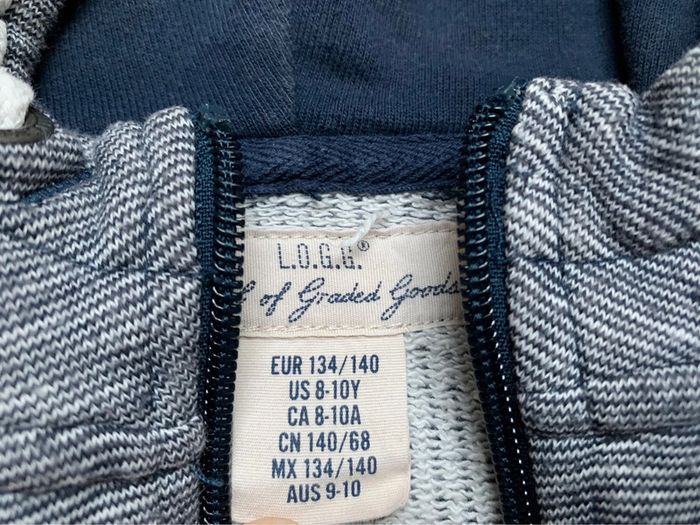 L.O.G.G.®
of Graded Goods
EUR 134/140
US 8-10Y
CA 8-10A
CN 140/68
MX 134/140
AUS 9-10